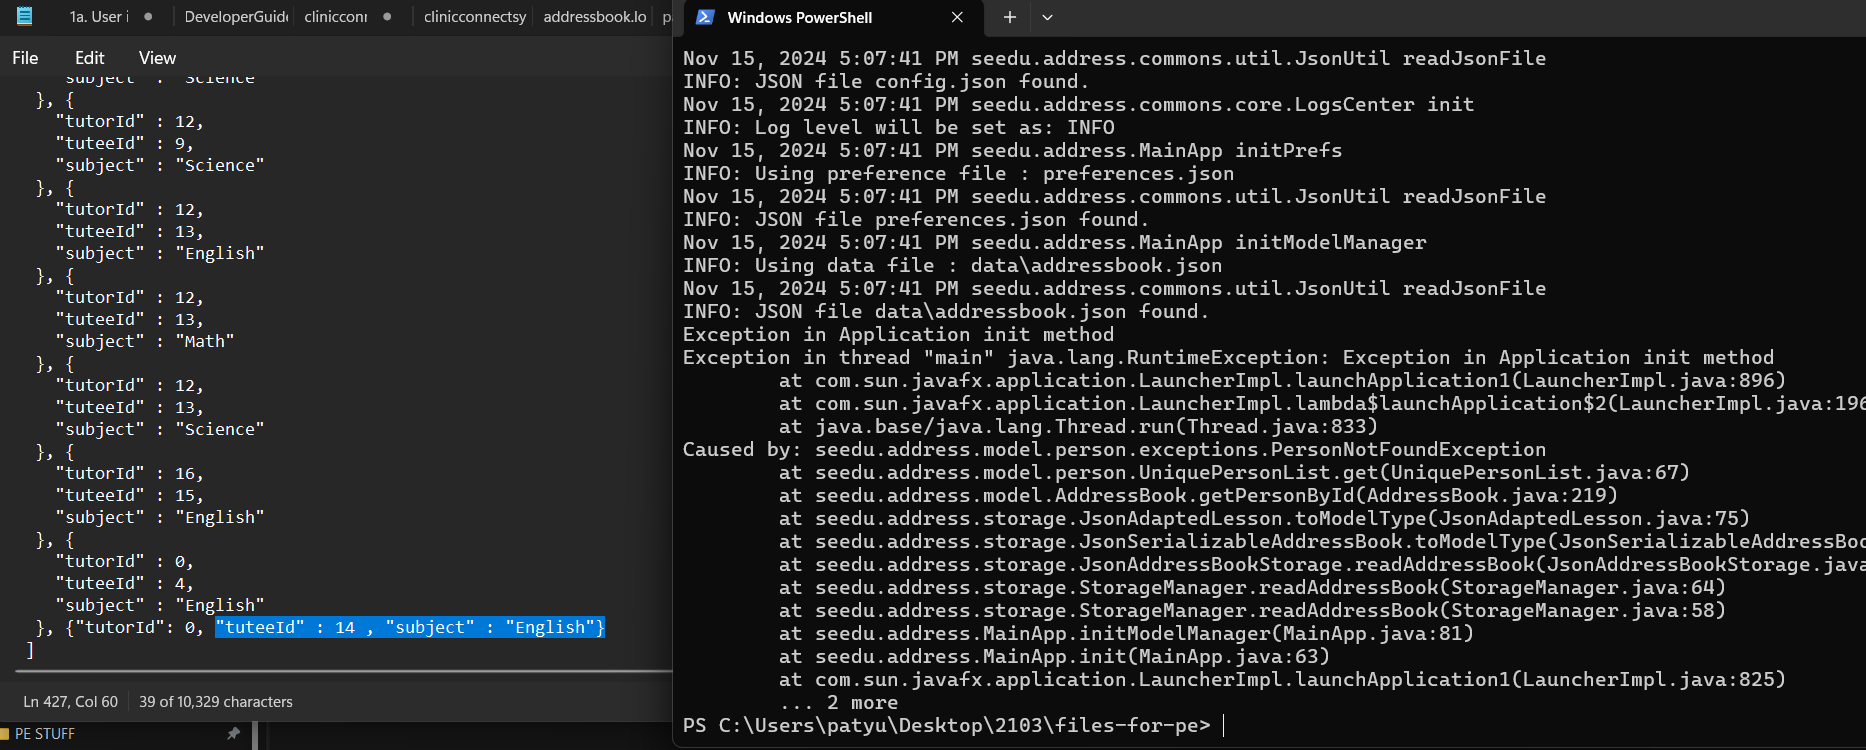 1a. User i
DeveloperGuide
clinicconn
clinicconnectsy
addressbook.lo
File Edit View
"subject" : "Science"
}, {
"tutorId" : 12,
"tuteeId" : 9,
"subject" : "Science"
}, {
"tutorId" : 12,
"tuteeId" : 13,
"subject" : "English"
}, {
"tutorId" : 12,
"tuteeId" : 13,
"subject" : "Math"
}, {
"tutorId" : 12,
"tuteeId" : 13,
"subject" : "Science"
}, {
"tutorId" : 16,
"tuteeId" : 15,
"subject" : "English"
}, {
"tutorId" : 0,
"tuteeId" : 4,
"subject" : "English"
}, {"tutorId": 0, "tuteeId" : 14 , "subject" : "English"}
]
Ln 427, Col 60 39 of 10,329 characters
PE STUFF
Windows PowerShell
Nov 15, 2024 5:07:41 PM seedu.address.commons.util.JsonUtil readJsonFile
INFO: JSON file config.json found.
Nov 15, 2024 5:07:41 PM seedu.address.commons.core.LogsCenter init
INFO: Log level will be set as: INFO
Nov 15, 2024 5:07:41 PM seedu.address.MainApp initPrefs
INFO: Using preference file : preferences.json
Nov 15, 2024 5:07:41 PM seedu.address.commons.util.JsonUtil readJsonFile
INFO: JSON file preferences.json found.
Nov 15, 2024 5:07:41 PM seedu.address.MainApp initModelManager
INFO: Using data file : data\addressbook.json
Nov 15, 2024 5:07:41 PM seedu.address.commons.util.JsonUtil readJsonFile
INFO: JSON file data\addressbook.json found.
Exception in Application init method
Exception in thread "main" java.lang.RuntimeException: Exception in Application init method
at com.sun.javafx.application.LauncherImpl.launchApplication1(LauncherImpl.java:896)
at com.sun.javafx.application.LauncherImpl.lambda$launchApplication$2(LauncherImpl.java:196
at java.base/java.lang.Thread.run(Thread.java:833)
Caused by: seedu.address.model.person.exceptions.PersonNotFoundException
at seedu.address.model.person.UniquePersonList.get(UniquePersonList.java:67)
at seedu.address.model.AddressBook.getPersonById(AddressBook.java:219)
at seedu.address.storage.JsonAdaptedLesson.toModelType(JsonAdaptedLesson.java:75)
at seedu.address.storage.JsonSerializableAddressBook.toModelType(JsonSerializableAddressBoo
at seedu.address.storage.JsonAddressBookStorage.readAddressBook(JsonAddressBookStorage.java
at seedu.address.storage.StorageManager.readAddressBook(StorageManager.java:64)
at seedu.address.storage.StorageManager.readAddressBook(StorageManager.java:58)
at seedu.address.MainApp.initModelManager(MainApp.java:81)
at seedu.address.MainApp.init(MainApp.java:63)
at com.sun.javafx.application.LauncherImpl.launchApplication1(LauncherImpl.java:825)
... 2 more
PS C:\Users\patyu\Desktop\2103\files-for-pe>